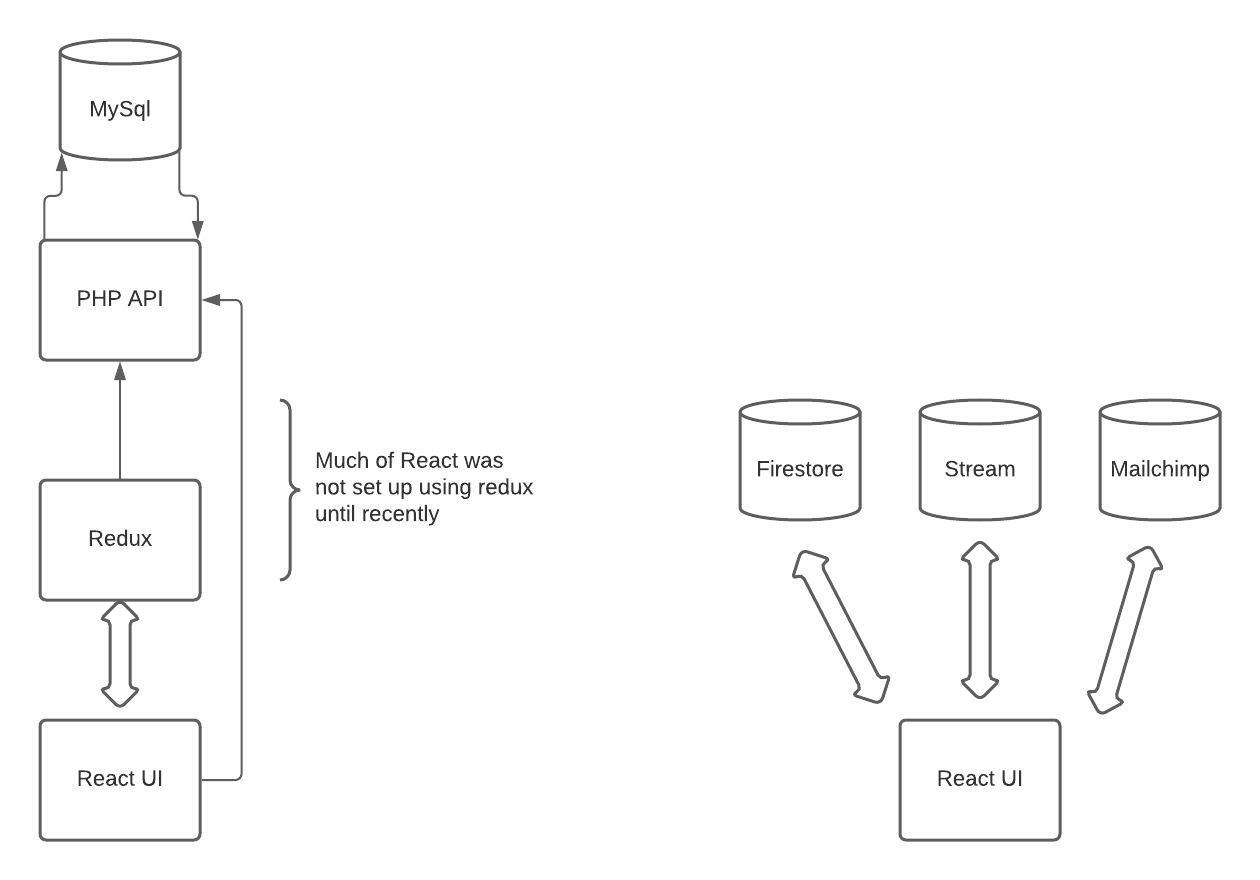 MySql
PHP API
Much of React was
not set up using redux
until recently
Redux
React UI
Firestore
Stream
Mailchimp
React UI